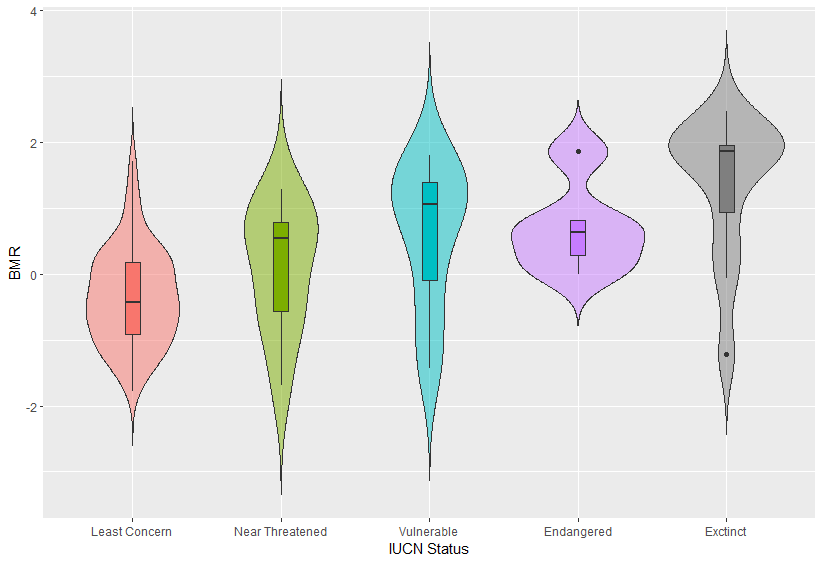 4
2
0
-2
BMR
Least Concern
Near Threatened
Vulnerable
Endangered
Exctinct
IUCN Status